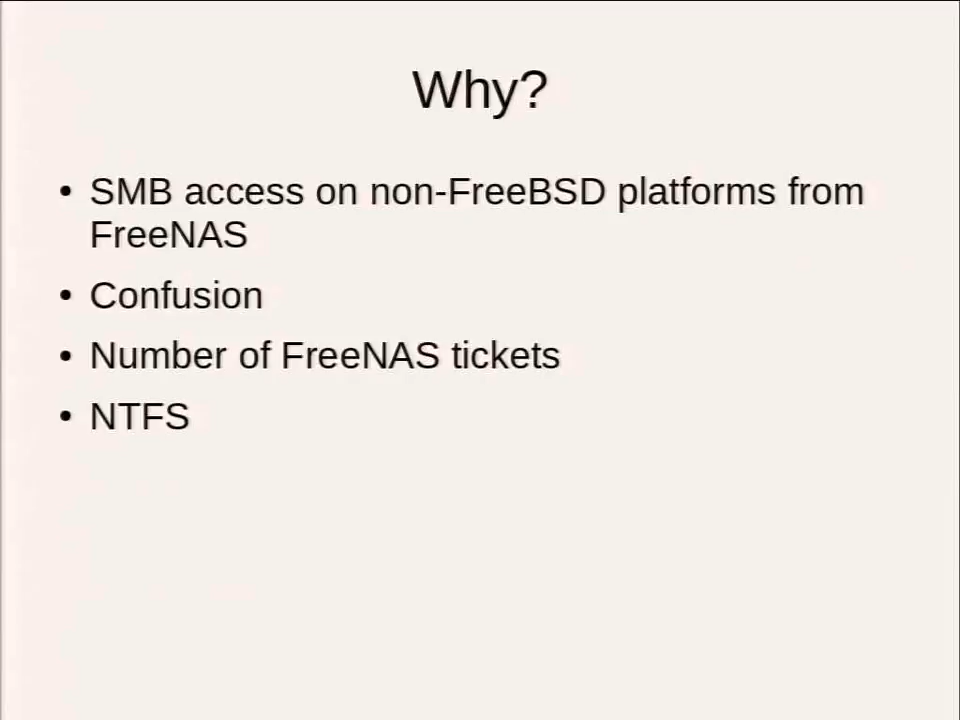 Why?
• SMB access on non-FreeBSD platforms from
FreeNAS
• Confusion
• Number of FreeNAS tickets
• NTFS